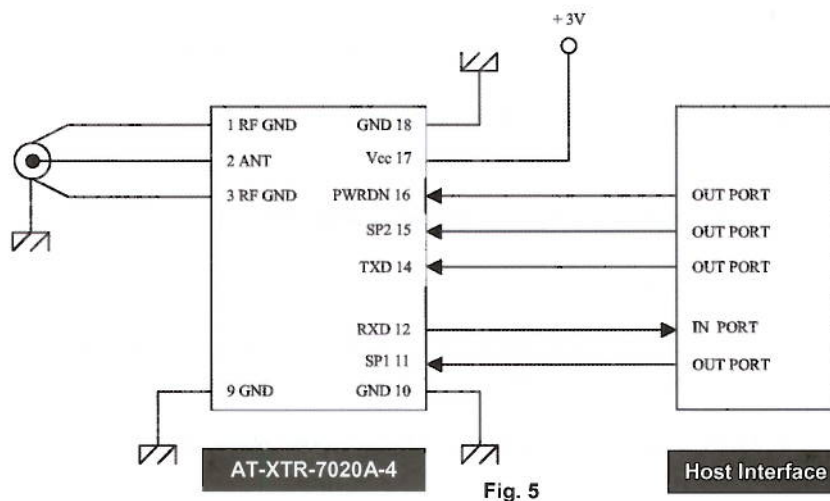 + 3V
1 RF GND
GND 18
2 ANT
Vcc 17
3 RF GND
PWRDN 16
OUT PORT
SP2 15
OUT PORT
TXD 14
OUT PORT
RXD 12
IN PORT
SP1 11
OUT PORT
9 GND
GND 10
AT-XTR-7020A-4
Host Interface
Fig. 5